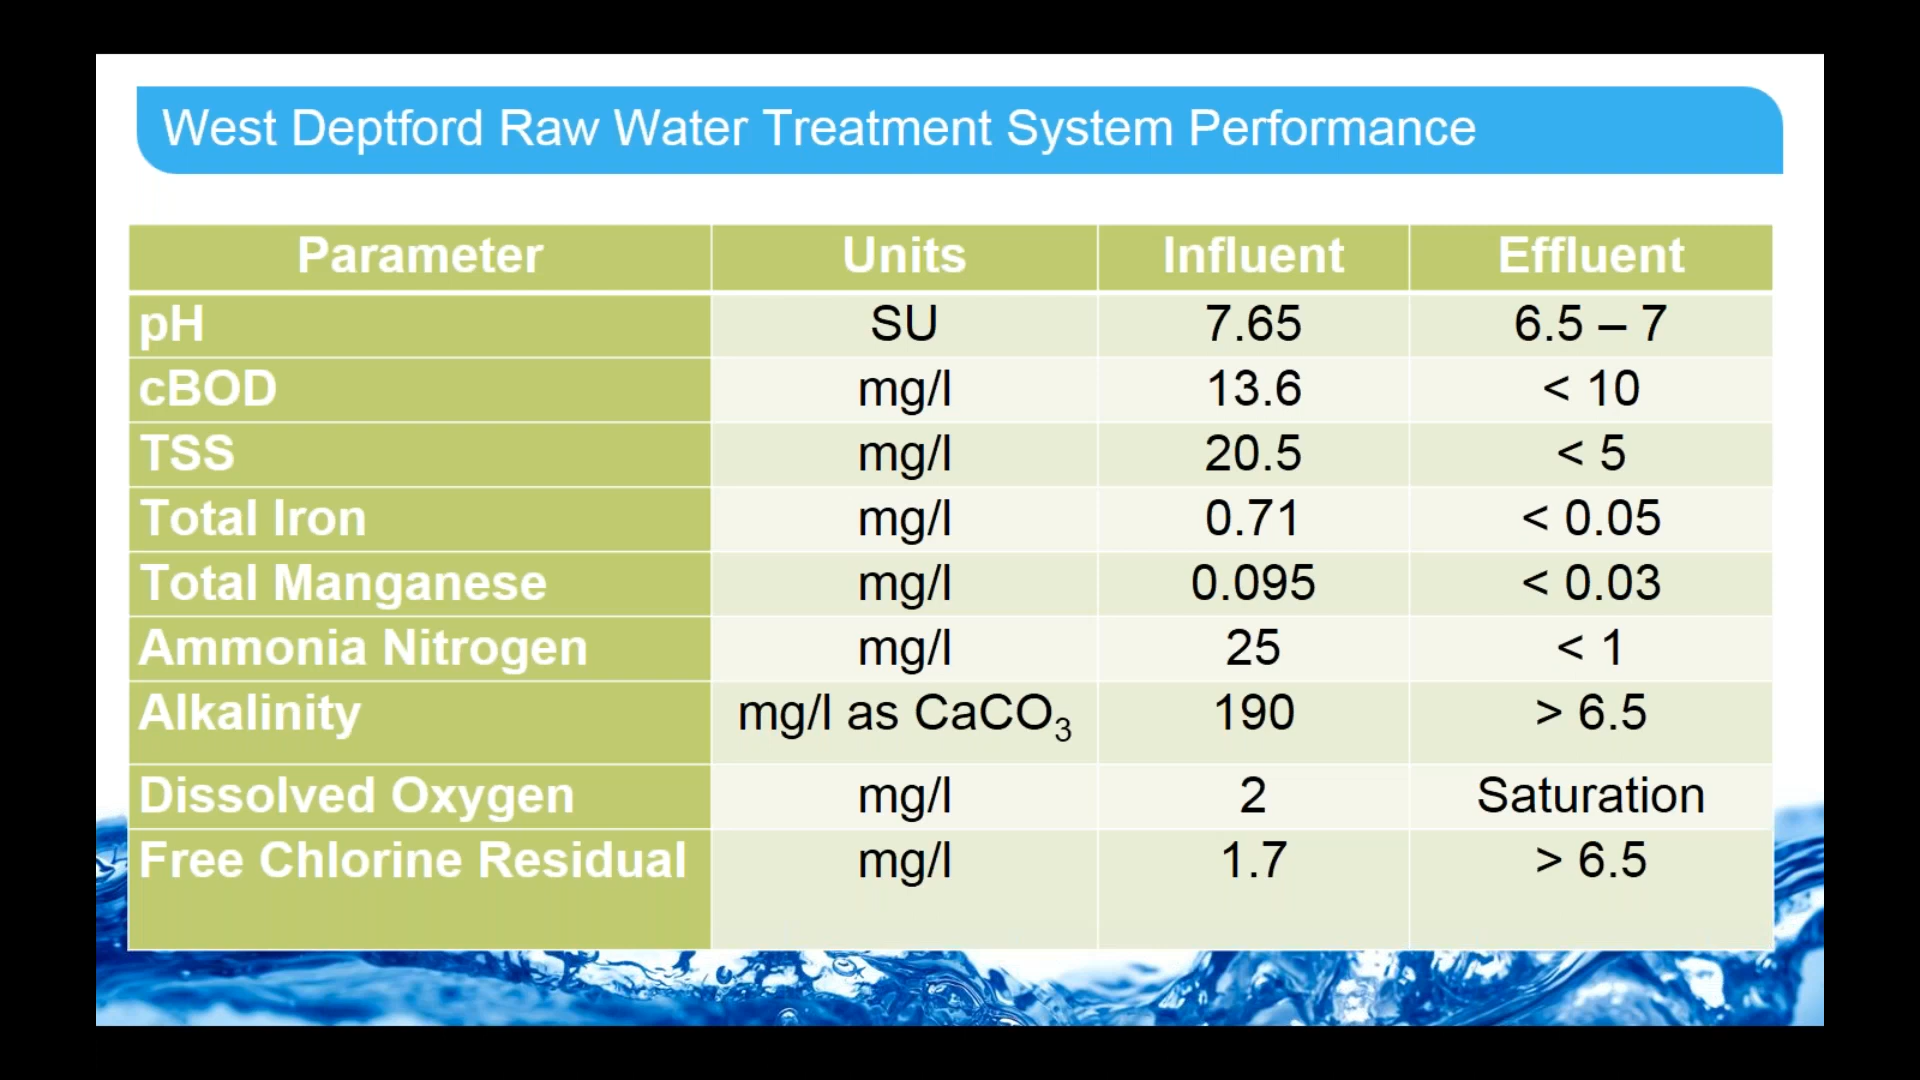 West Deptford Raw Water Treatment System Performance
Parameter Units Influent Effluent
pH SU 7.65 6.5 – 7
cBOD mg/l 13.6 < 10
TSS mg/l 20.5 < 5
Total Iron mg/l 0.71 < 0.05
Total Manganese mg/l 0.095 < 0.03
Ammonia Nitrogen mg/l 25 < 1
Alkalinity mg/l as CaCO₃ 190 > 6.5
Dissolved Oxygen mg/l 2 Saturation
Free Chlorine Residual mg/l 1.7 > 6.5